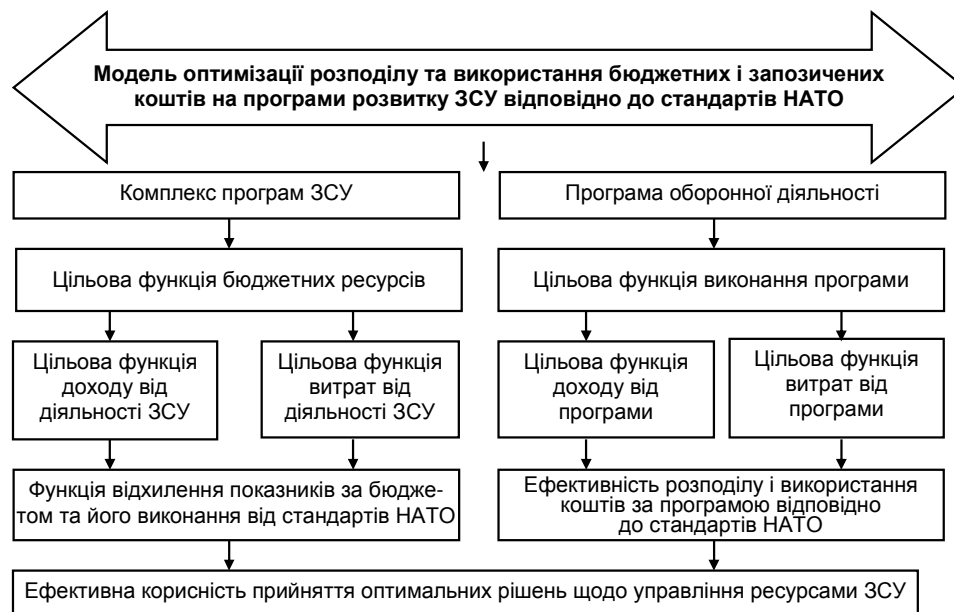 Модель оптимізації розподілу та використання бюджетних і запозичених
коштів на програми розвитку ЗСУ відповідно до стандартів НАТО
Комплекс програм ЗСУ
Програма оборонної діяльності
Цільова функція бюджетних ресурсів
Цільова функція виконання програми
Цільова функція
доходу від
діяльності ЗСУ
Цільова функція
витрат від
діяльності ЗСУ
Цільова функція
доходу від
програми
Цільова функція
витрат від
програми
Функція відхилення показників за бюдже-
том та його виконання від стандартів НАТО
Ефективність розподілу і використання
коштів за програмою відповідно
до стандартів НАТО
Ефективна корисність прийняття оптимальних рішень щодо управління ресурсами ЗСУ